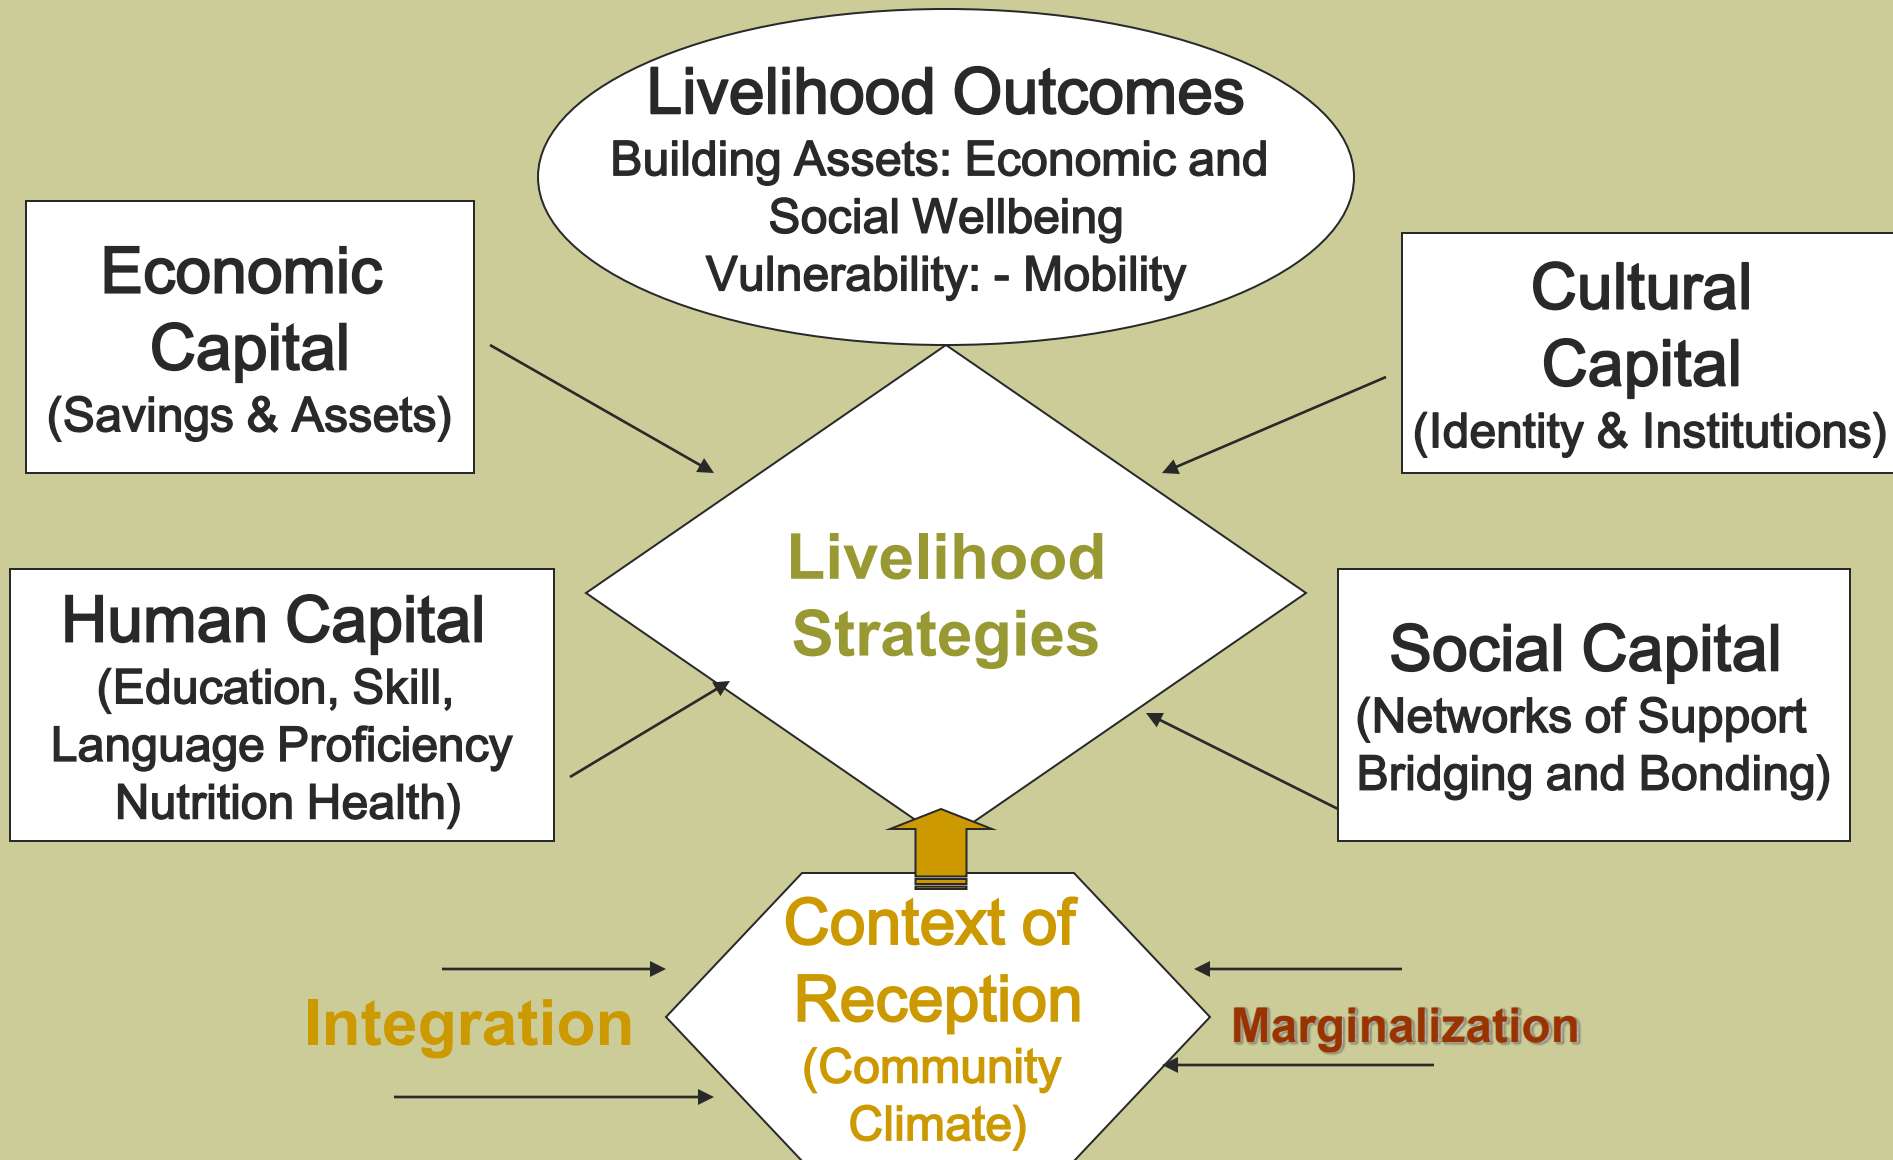 Livelihood Outcomes
Building Assets: Economic and
Social Wellbeing
Vulnerability: - Mobility
Economic
Capital
(Savings & Assets)
Cultural
Capital
(Identity & Institutions)
Livelihood
Strategies
Human Capital
(Education, Skill,
Language Proficiency
Nutrition Health)
Social Capital
(Networks of Support
Bridging and Bonding)
Context of
Reception
(Community
Climate)
Integration
Marginalization